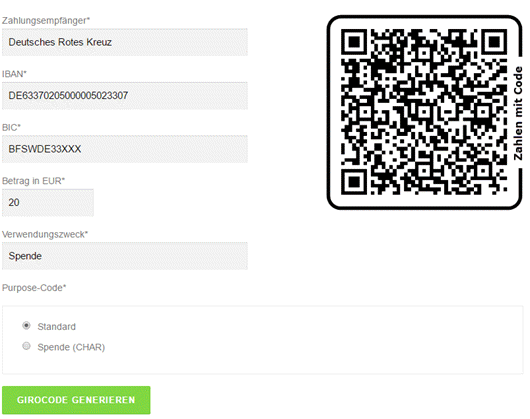 Zahlungsempfänger*
Deutsches Rotes Kreuz
IBAN*
DE63370205000005023307
BIC*
BFSWDE33XXX
Betrag in EUR*
20
Verwendungszweck*
Spende
Purpose-Code*
Standard
Spende (CHAR)
GIROCODE GENERIEREN
Zahlen mit Code